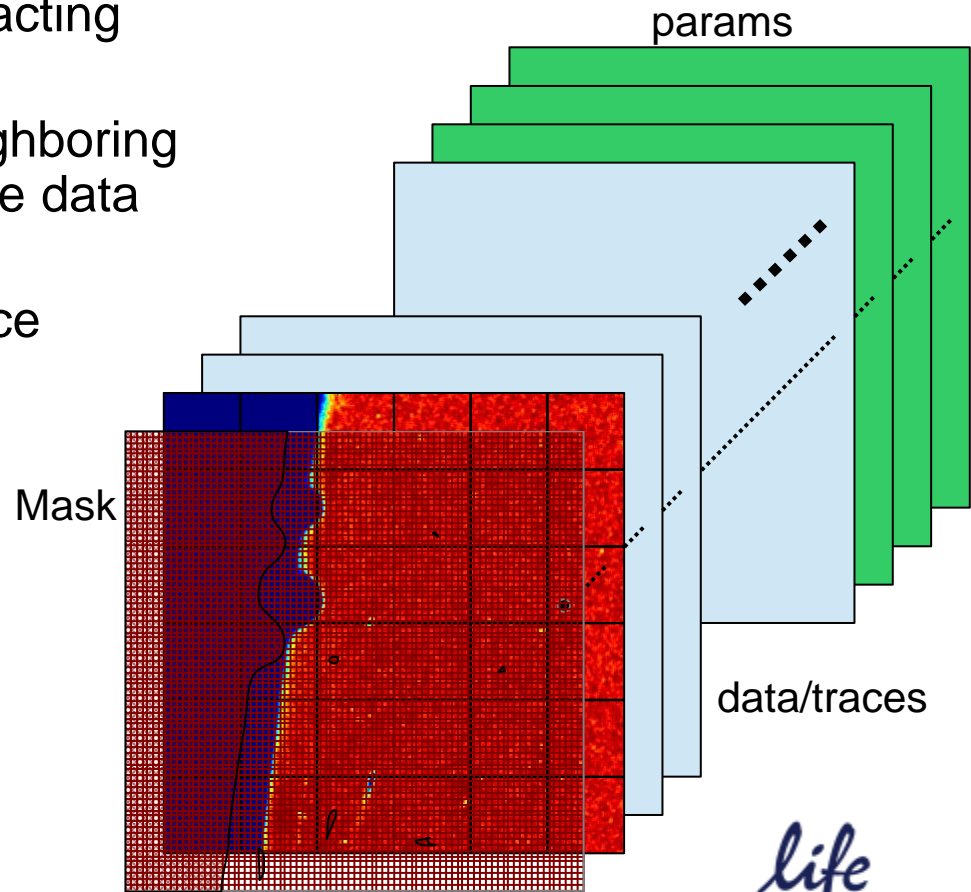 acting
ghboring
e data
ce
params
Mask
data/traces
life